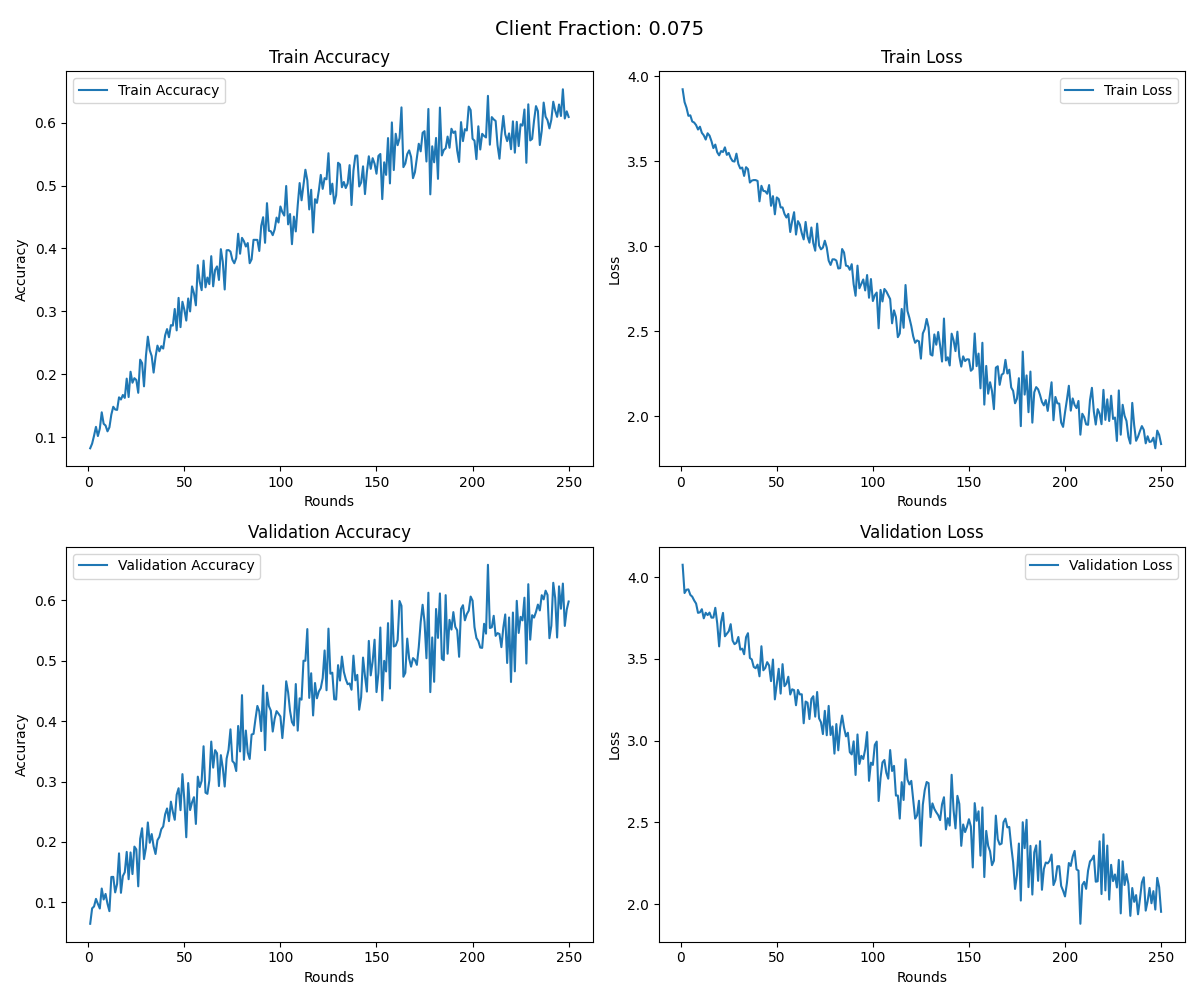 Client Fraction: 0.075
Train Accuracy
Train Accuracy
0.6
0.5
0.4
0.3
0.2
0.1
Accuracy
0 50 100 150 200 250
Rounds
Train Loss
Train Loss
4.0
3.5
3.0
2.5
2.0
Loss
0 50 100 150 200 250
Rounds
Validation Accuracy
Validation Accuracy
0.6
0.5
0.4
0.3
0.2
0.1
Accuracy
0 50 100 150 200 250
Rounds
Validation Loss
Validation Loss
4.0
3.5
3.0
2.5
2.0
Loss
0 50 100 150 200 250
Rounds